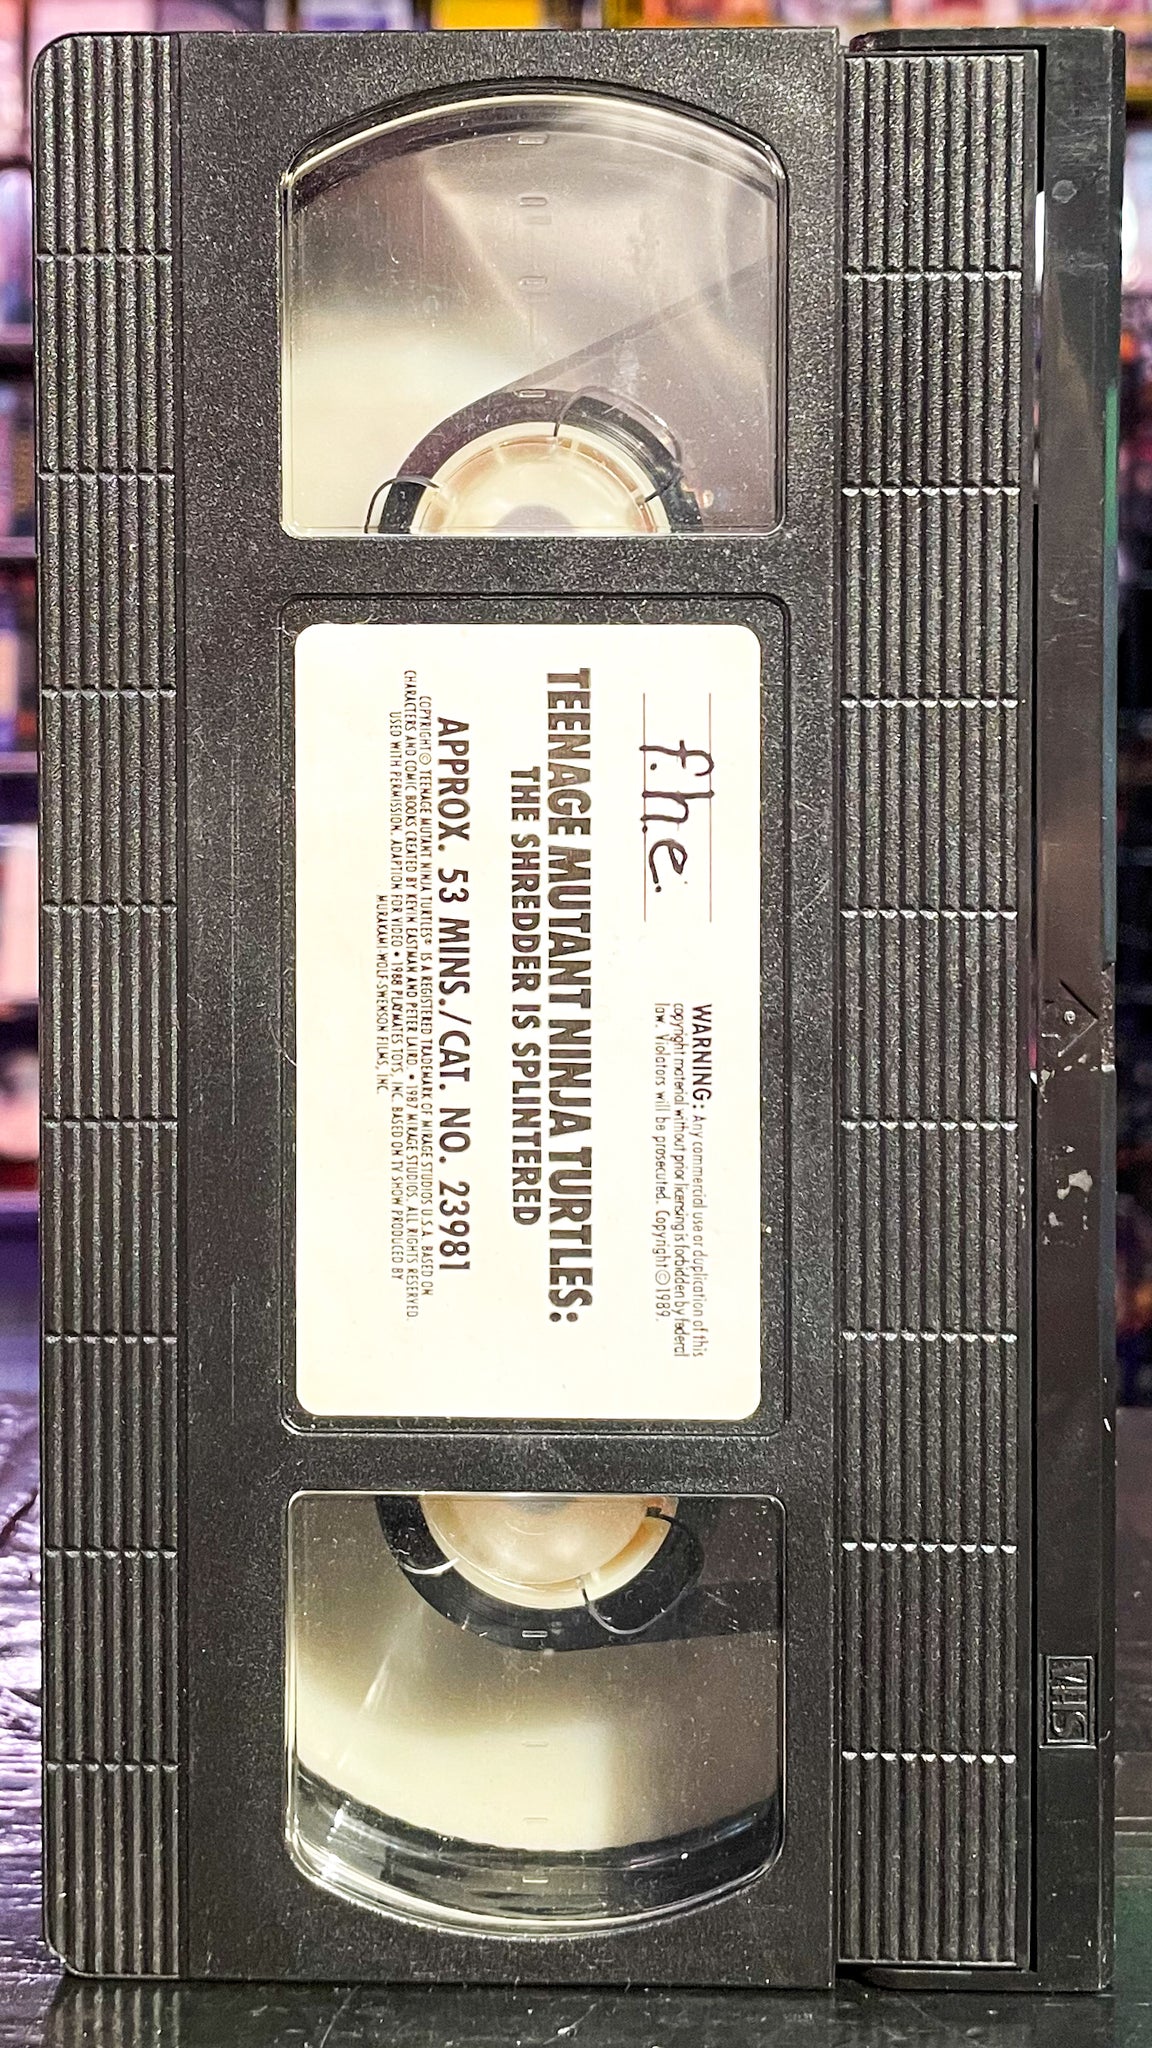 f.h.e.
WARNING: Any commercial use or duplication of this
copyright material without prior licensing is forbidden by federal
law. Violators will be prosecuted. Copyright © 1989.
TEENAGE MUTANT NINJA TURTLES:
THE SHREDDER IS SPLINTERED
APPROX. 53 MINS./CAT. NO. 23981
COPYRIGHT © TEENAGE MUTANT NINJA TURTLES® IS A REGISTERED TRADEMARK OF MIRAGE STUDIOS U.S.A. BASED ON
CHARACTERS AND COMIC BOOKS CREATED BY KEVIN EASTMAN AND PETER LAIRD. • 1987 MIRAGE STUDIOS. ALL RIGHTS RESERVED.
USED WITH PERMISSION. ADAPTION FOR VIDEO • 1988 PLAYMATES TOYS, INC. BASED ON TV SHOW PRODUCED BY
MURAKAMI-WOLF-SWENSON FILMS, INC.
VHS